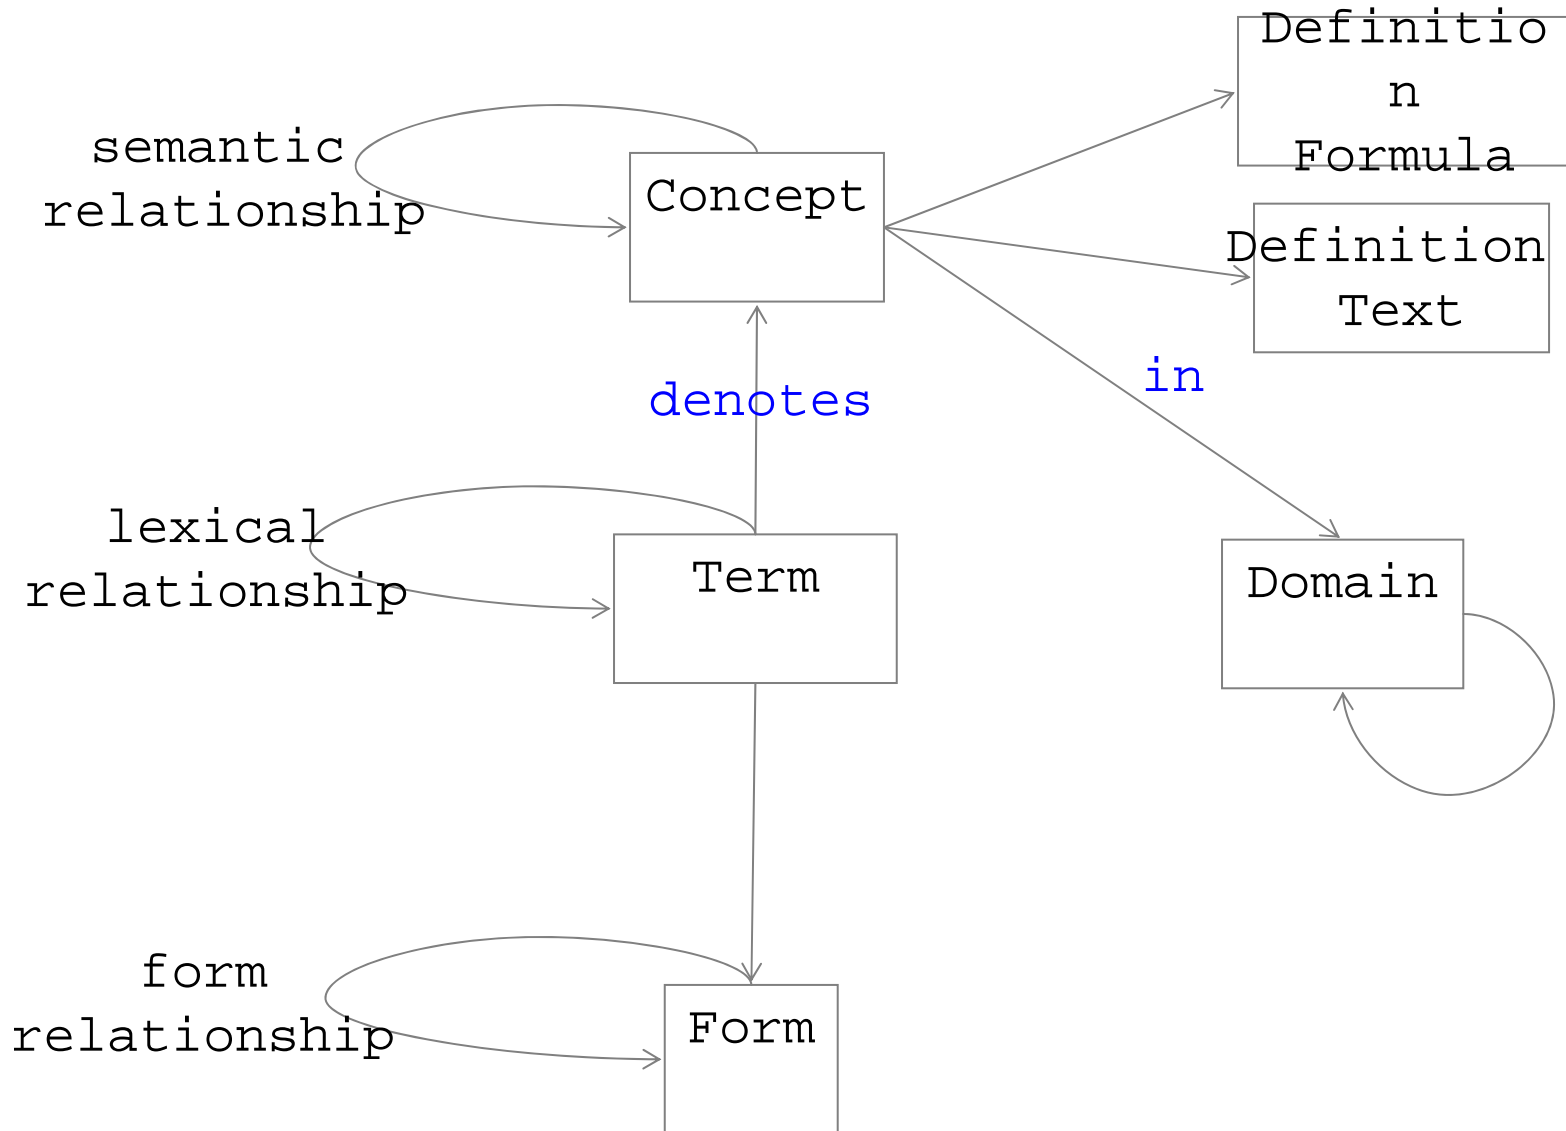 Definitio
n
Formula
semantic
relationship
Concept
Definition
Text
in
denotes
lexical
relationship
Term
Domain
form
relationship
Form